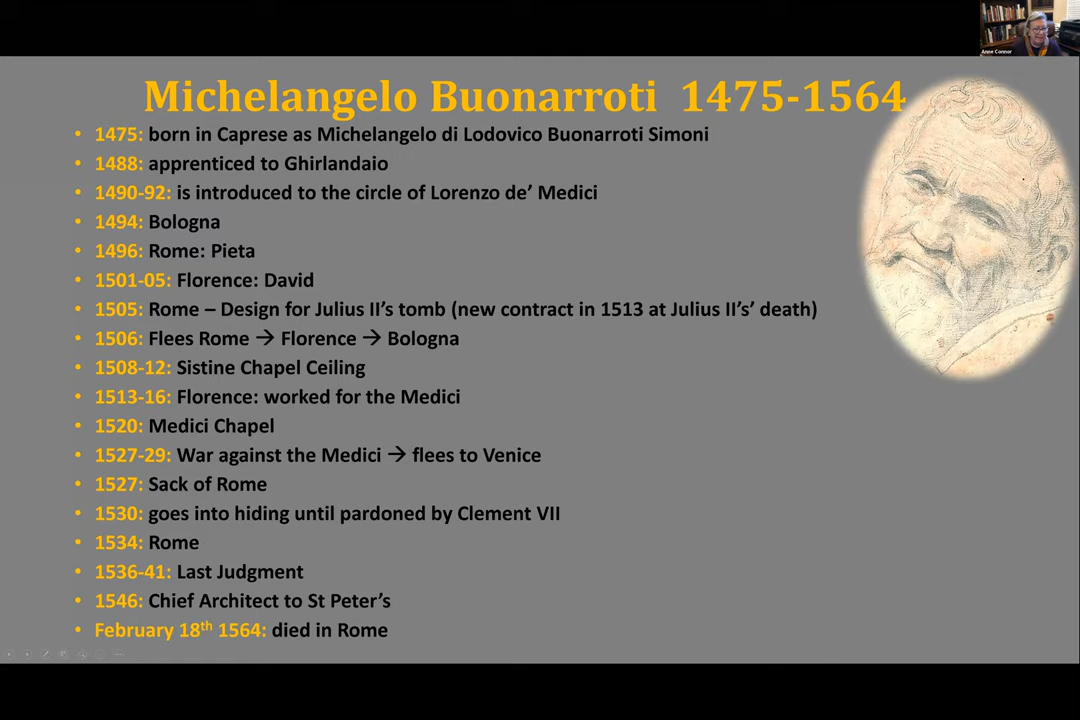 Anne Connor
Michelangelo Buonarroti 1475-1564
• 1475: born in Caprese as Michelangelo di Lodovico Buonarroti Simoni
• 1488: apprenticed to Ghirlandaio
• 1490-92: is introduced to the circle of Lorenzo de’ Medici
• 1494: Bologna
• 1496: Rome: Pieta
• 1501-05: Florence: David
• 1505: Rome – Design for Julius II’s tomb (new contract in 1513 at Julius II’s’ death)
• 1506: Flees Rome → Florence → Bologna
• 1508-12: Sistine Chapel Ceiling
• 1513-16: Florence: worked for the Medici
• 1520: Medici Chapel
• 1527-29: War against the Medici → flees to Venice
• 1527: Sack of Rome
• 1530: goes into hiding until pardoned by Clement VII
• 1534: Rome
• 1536-41: Last Judgment
• 1546: Chief Architect to St Peter’s
• February 18th 1564: died in Rome